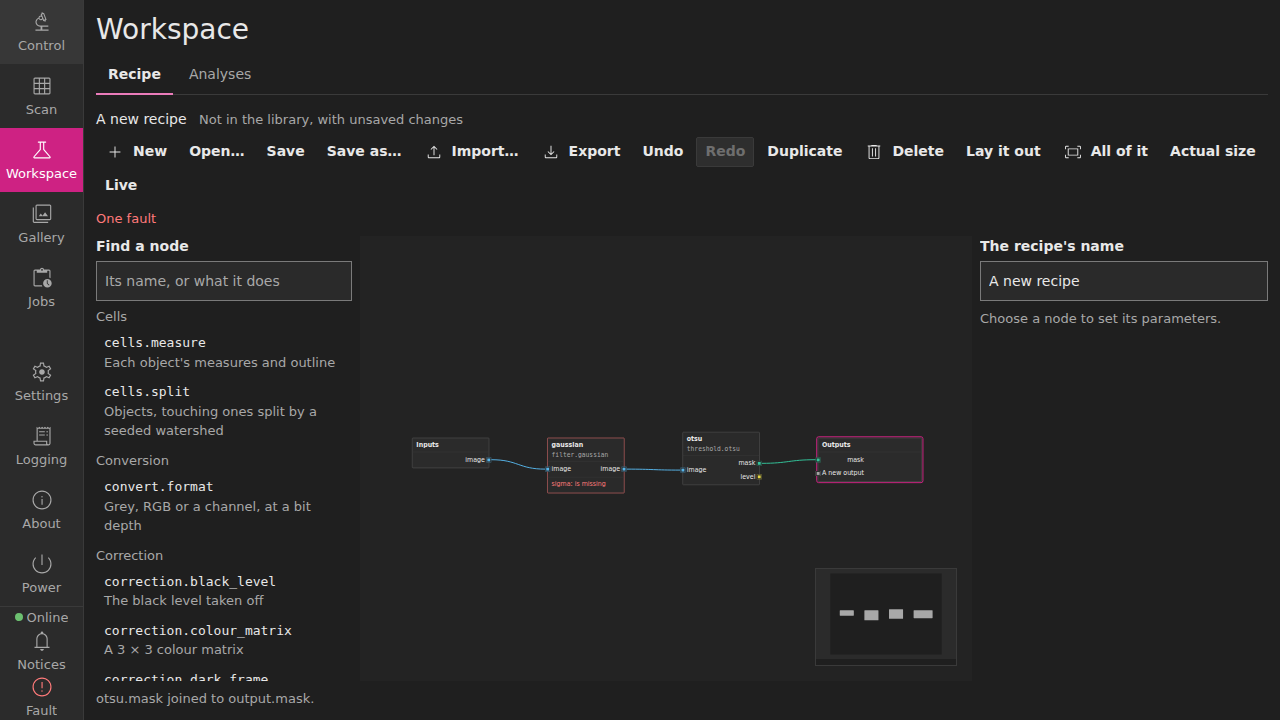 Control
Scan
Workspace
Gallery
Jobs
Settings
Logging
About
Power
Online
Notices
Fault
Workspace
Recipe Analyses
A new recipe Not in the library, with unsaved changes
New Open… Save Save as… Import… Export Undo Redo Duplicate Delete Lay it out All of it Actual size
Live
One fault
Find a node
Its name, or what it does
Cells
cells.measure
Each object's measures and outline
cells.split
Objects, touching ones split by a
seeded watershed
Conversion
convert.format
Grey, RGB or a channel, at a bit
depth
Correction
correction.black_level
The black level taken off
correction.colour_matrix
A 3 × 3 colour matrix
correction.dark_frame
otsu.mask joined to output.mask.
Inputs
image
gaussian
filter.gaussian
image image
sigma: is missing
otsu
threshold.otsu
mask
image
level
Outputs
mask
A new output
The recipe's name
A new recipe
Choose a node to set its parameters.